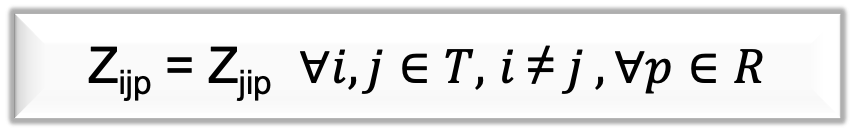 Zijp = Zjip ∀i, j ∈ T, i ≠ j , ∀p ∈ R